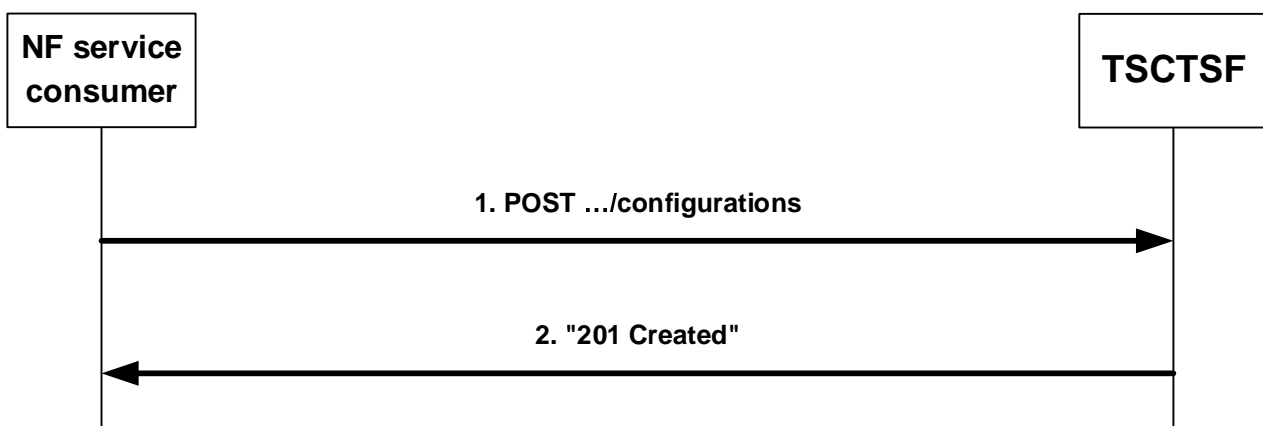 NF service
consumer
TSCTSF
1. POST …/configurations
2. "201 Created"